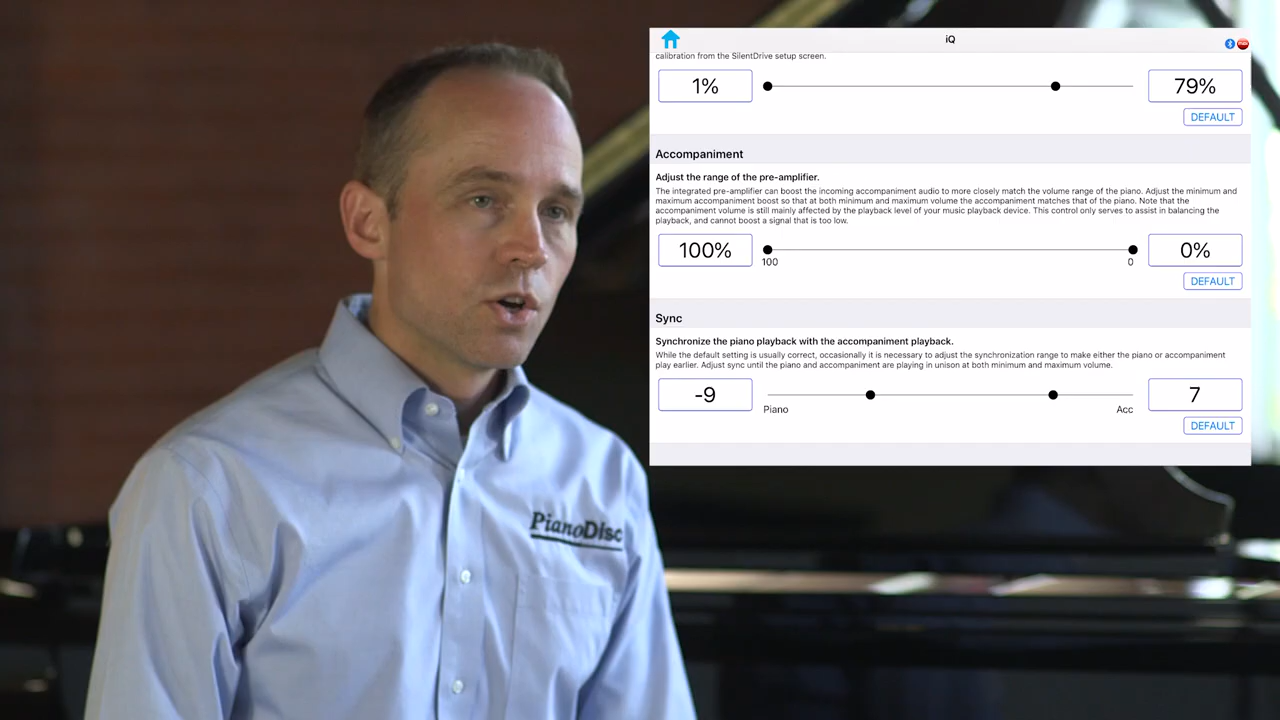 iQ
calibration from the SilentDrive setup screen.
1%
79%
DEFAULT
Accompaniment
Adjust the range of the pre-amplifier.
The integrated pre-amplifier can boost the incoming accompaniment audio to more closely match the volume range of the piano. Adjust the minimum and
maximum accompaniment boost so that at both minimum and maximum volume the accompaniment matches that of the piano. Note that the
accompaniment volume is still mainly affected by the playback level of your music playback device. This control only serves to assist in balancing the
playback, and cannot boost a signal that is too low.
100%
0%
100
0
DEFAULT
Sync
Synchronize the piano playback with the accompaniment playback.
While the default setting is usually correct, occasionally it is necessary to adjust the synchronization range to make either the piano or accompaniment
play earlier. Adjust sync until the piano and accompaniment are playing in unison at both minimum and maximum volume.
-9
7
Piano
Acc
DEFAULT
PianoDisc